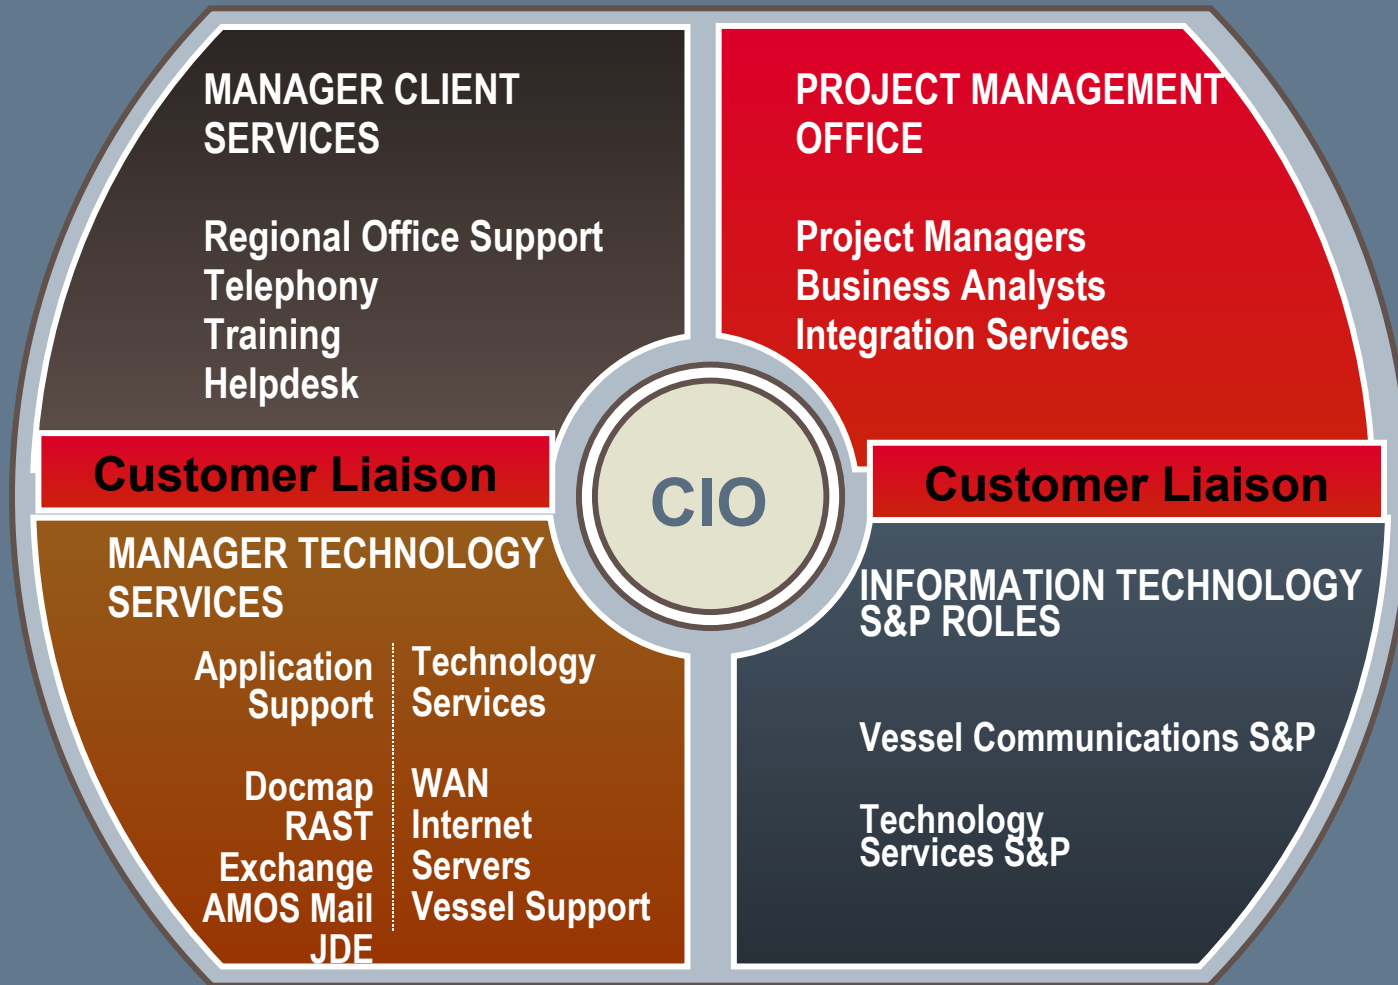 MANAGER CLIENT
SERVICES
Regional Office Support
Telephony
Training
Helpdesk
PROJECT MANAGEMENT
OFFICE
Project Managers
Business Analysts
Integration Services
Customer Liaison
CIO
Customer Liaison
MANAGER TECHNOLOGY
SERVICES
Application
Support
Docmap
RAST
Exchange
AMOS Mail
JDE
Technology
Services
WAN
Internet
Servers
Vessel Support
INFORMATION TECHNOLOGY
S&P ROLES
Vessel Communications S&P
Technology
Services S&P